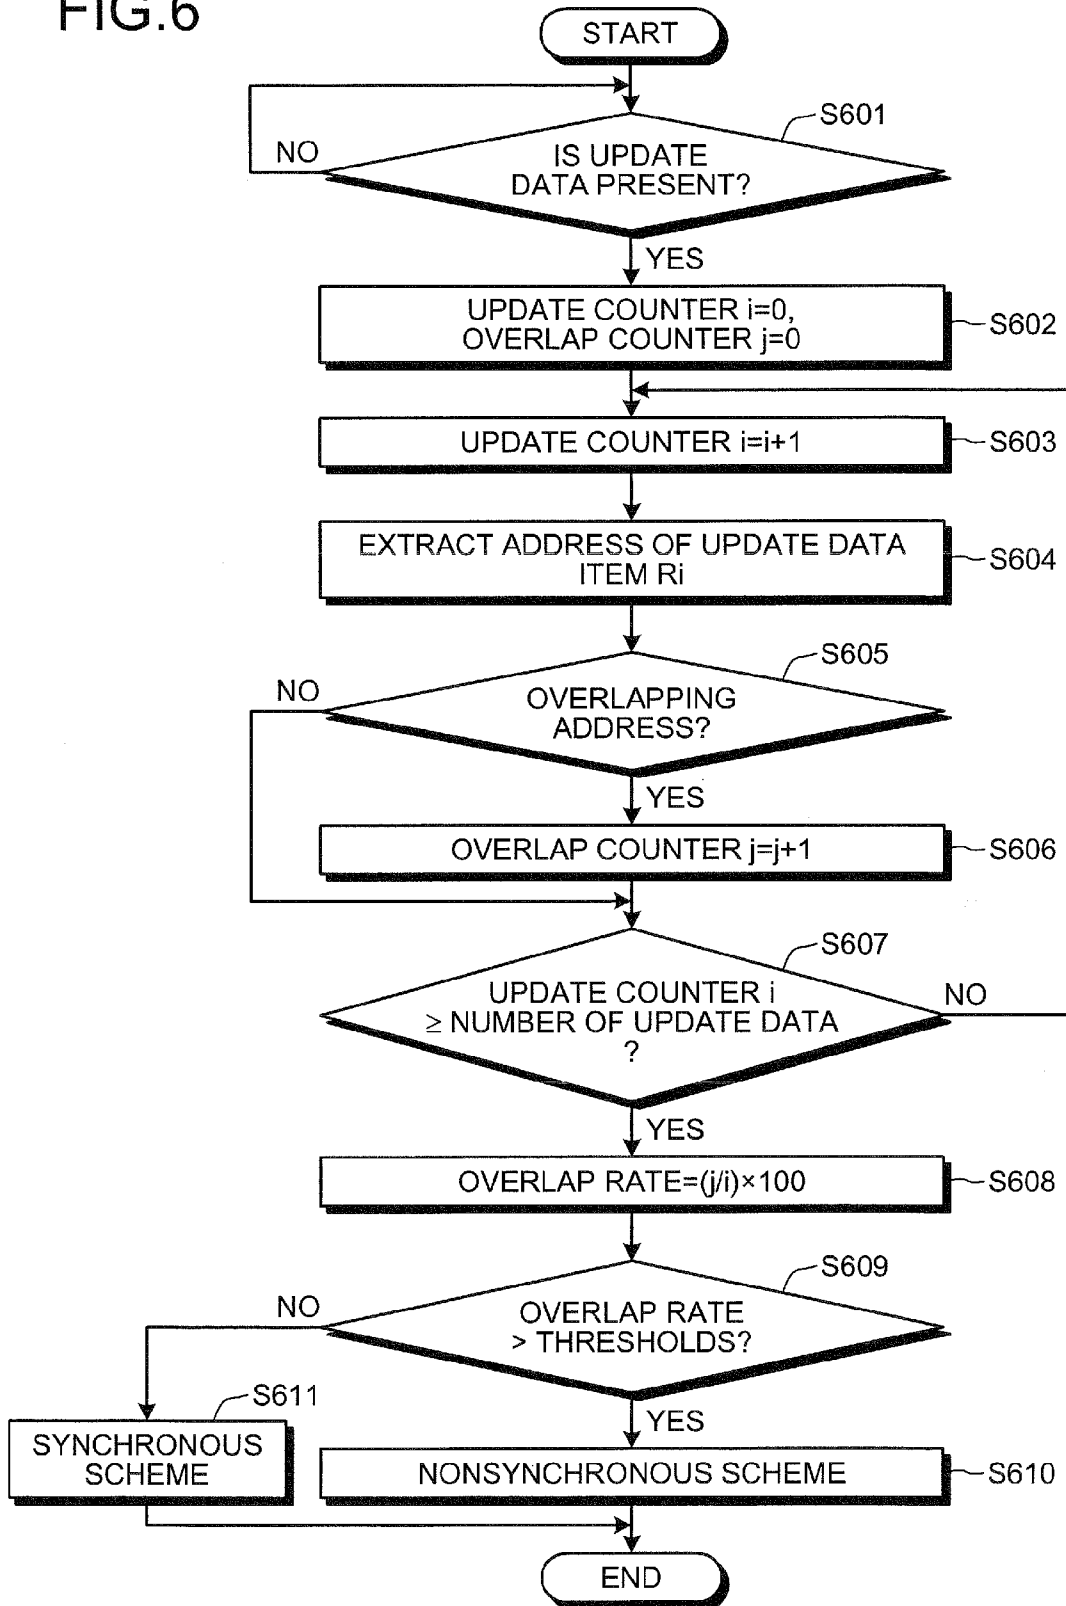 FIG.6
START
S601
NO
IS UPDATE
DATA PRESENT?
YES
UPDATE COUNTER i=0,
OVERLAP COUNTER j=0
S602
UPDATE COUNTER i=i+1
S603
EXTRACT ADDRESS OF UPDATE DATA
ITEM Ri
S604
S605
NO
OVERLAPPING
ADDRESS?
YES
OVERLAP COUNTER j=j+1
S606
S607
UPDATE COUNTER i
≥ NUMBER OF UPDATE DATA
?
NO
YES
OVERLAP RATE=(j/i)×100
S608
S609
NO
OVERLAP RATE
> THRESHOLDS?
S611
YES
SYNCHRONOUS
SCHEME
NONSYNCHRONOUS SCHEME
S610
END